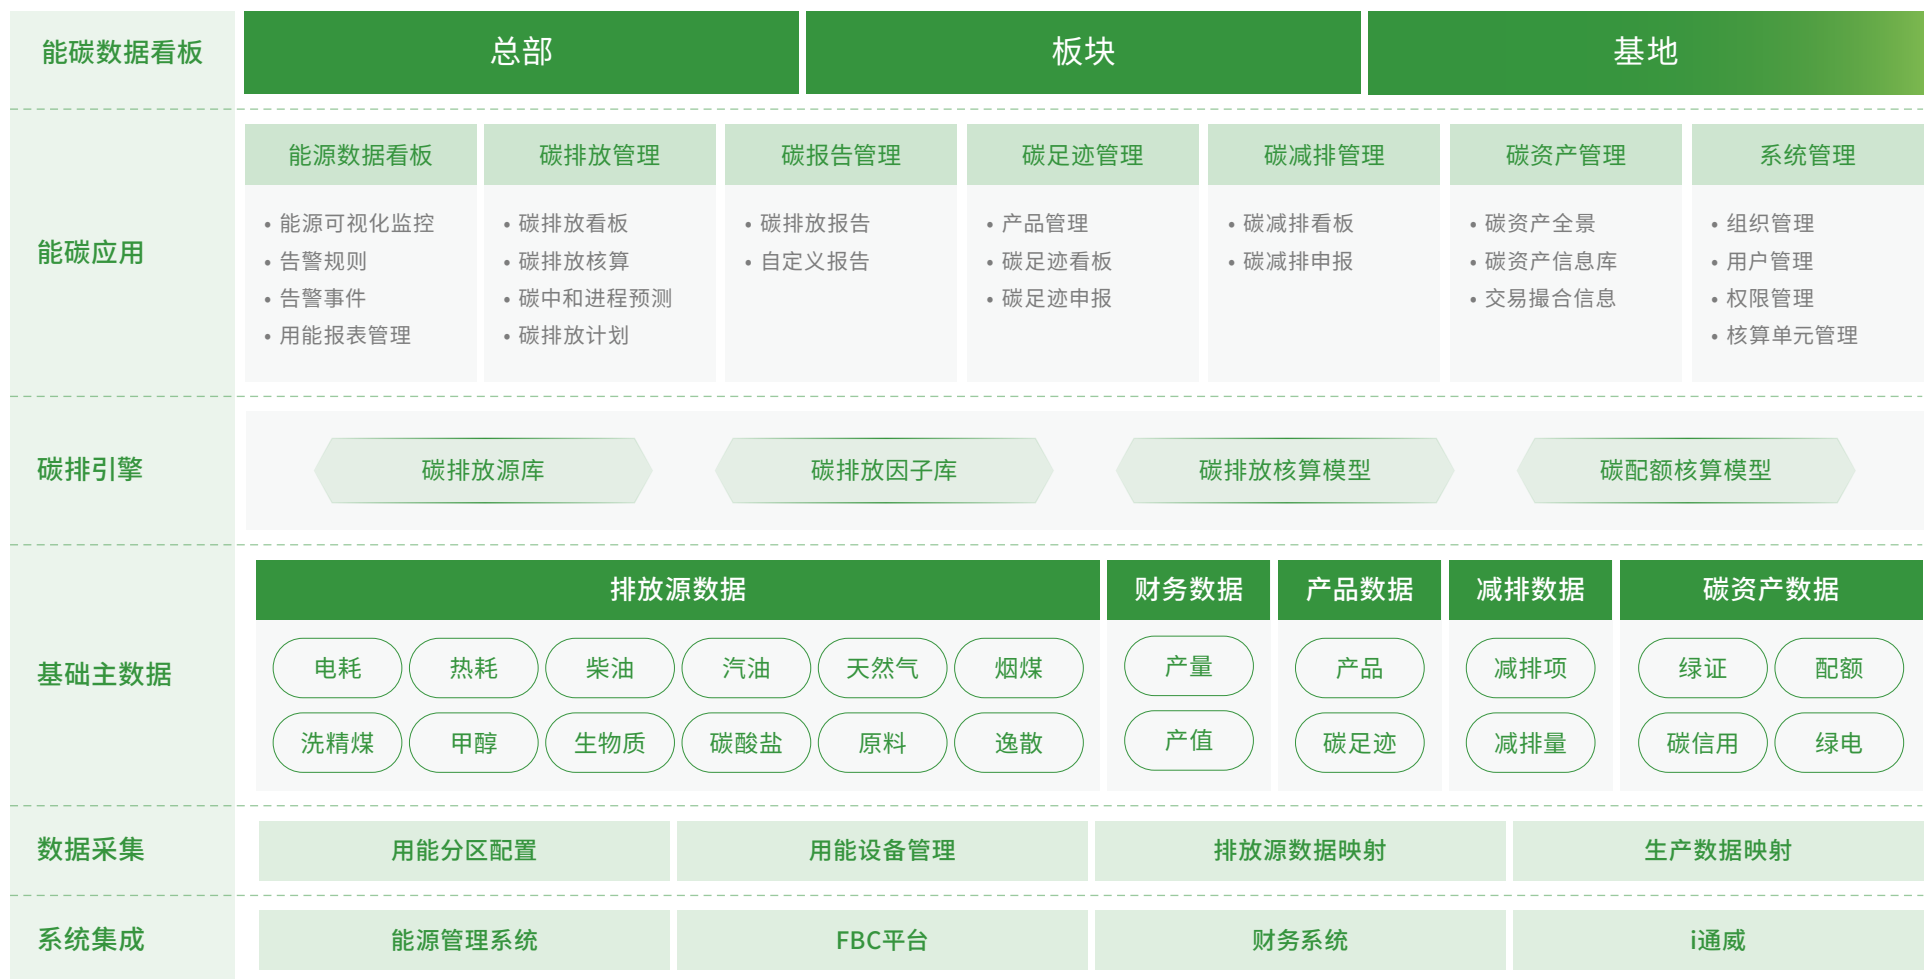 能碳数据看板
总部
板块
基地
能碳应用
能源数据看板
• 能源可视化监控
• 告警规则
• 告警事件
• 用能报表管理
碳排放管理
• 碳排放看板
• 碳排放核算
• 碳中和进程预测
• 碳排放计划
碳报告管理
• 碳排放报告
• 自定义报告
碳足迹管理
• 产品管理
• 碳足迹看板
• 碳足迹申报
碳减排管理
• 碳减排看板
• 碳减排申报
碳资产管理
• 碳资产全景
• 碳资产信息库
• 交易撮合信息
系统管理
• 组织管理
• 用户管理
• 权限管理
• 核算单元管理
碳排引擎
碳排放源库
碳排放因子库
碳排放核算模型
碳配额核算模型
基础主数据
排放源数据
电耗
热耗
柴油
汽油
天然气
烟煤
洗精煤
甲醇
生物质
碳酸盐
原料
逸散
财务数据
产量
产值
产品数据
产品
碳足迹
减排数据
减排项
减排量
碳资产数据
绿证
配额
碳信用
绿电
数据采集
用能分区配置
用能设备管理
排放源数据映射
生产数据映射
系统集成
能源管理系统
FBC平台
财务系统
i通威